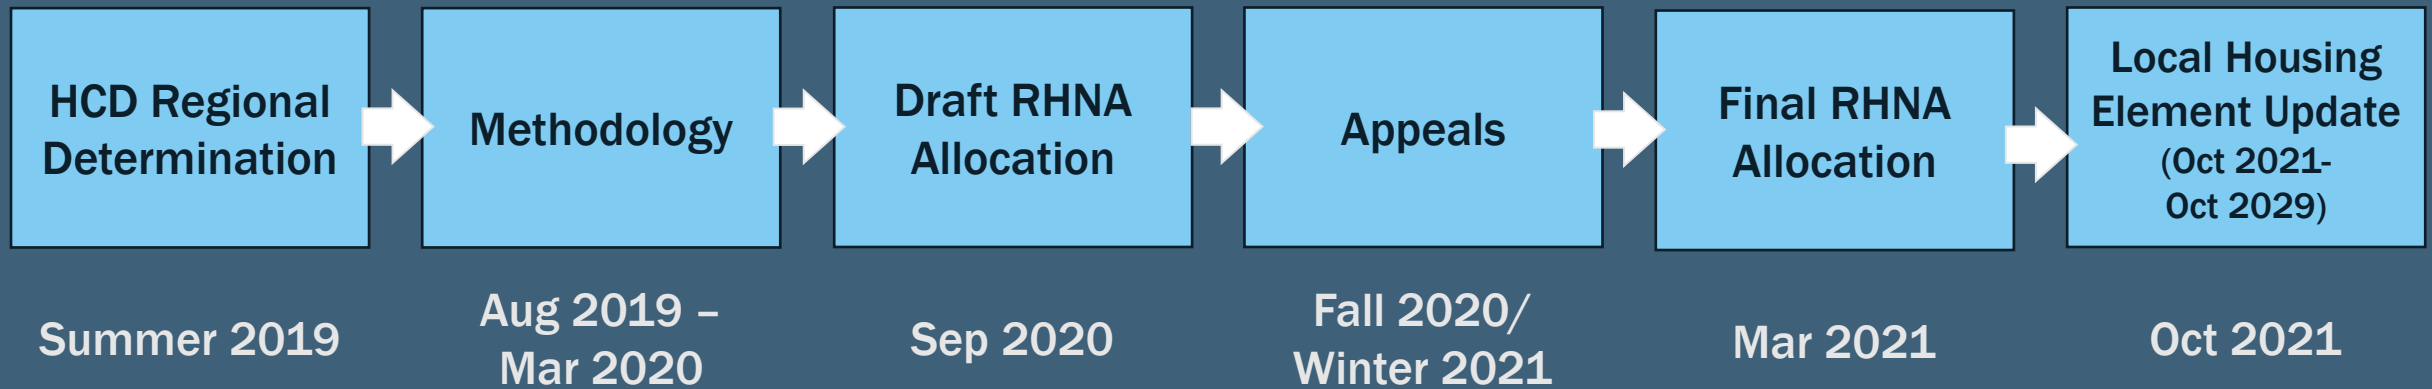 HCD Regional
Determination
Methodology
Draft RHNA
Allocation
Appeals
Final RHNA
Allocation
Local Housing
Element Update
(Oct 2021-
Oct 2029)
Summer 2019
Aug 2019 –
Mar 2020
Sep 2020
Fall 2020/
Winter 2021
Mar 2021
Oct 2021